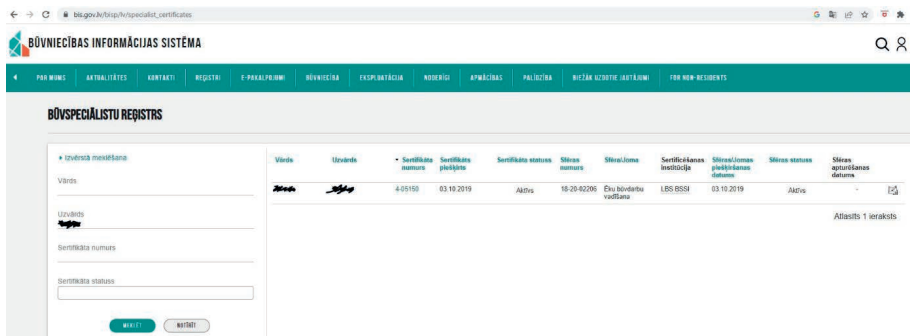 bis.gov.lv/bisp/lv/specialist_certificates
BŪVNIECĪBAS INFORMĀCIJAS SISTĒMA
PAR MUMS AKTUALITĀTES KONTAKTI REĢISTRI E-PAKALPOJUMI BŪVNIECĪBA EKSPLUATĀCIJA NODERĪGI APMĀCĪBAS PALĪDZĪBA BIEŽĀK UZDOTIE JAUTĀJUMI FOR NON-RESIDENTS
BŪVSPECIĀLISTU REĢISTRS
Izvērstā meklēšana
Vārds
Uzvārds
Sertifikāta numurs
Sertifikāta statuss
MEKLĒT NOTĪRĪT
Vārds Uzvārds Sertifikāta numurs Sertifikāts piešķirts Sertifikāta statuss Sfēras numurs Sfēra/Joma Sertificēšanas institūcija Sfēras/Jomas piešķiršanas datums Sfēras statuss Sfēras apturēšanas datums
4-05150 03.10.2019 Aktīvs 18-20-02206 Ēku būvdarbu vadīšana LBS BSSI 03.10.2019 Aktīvs -
Atlasīts 1 ieraksts